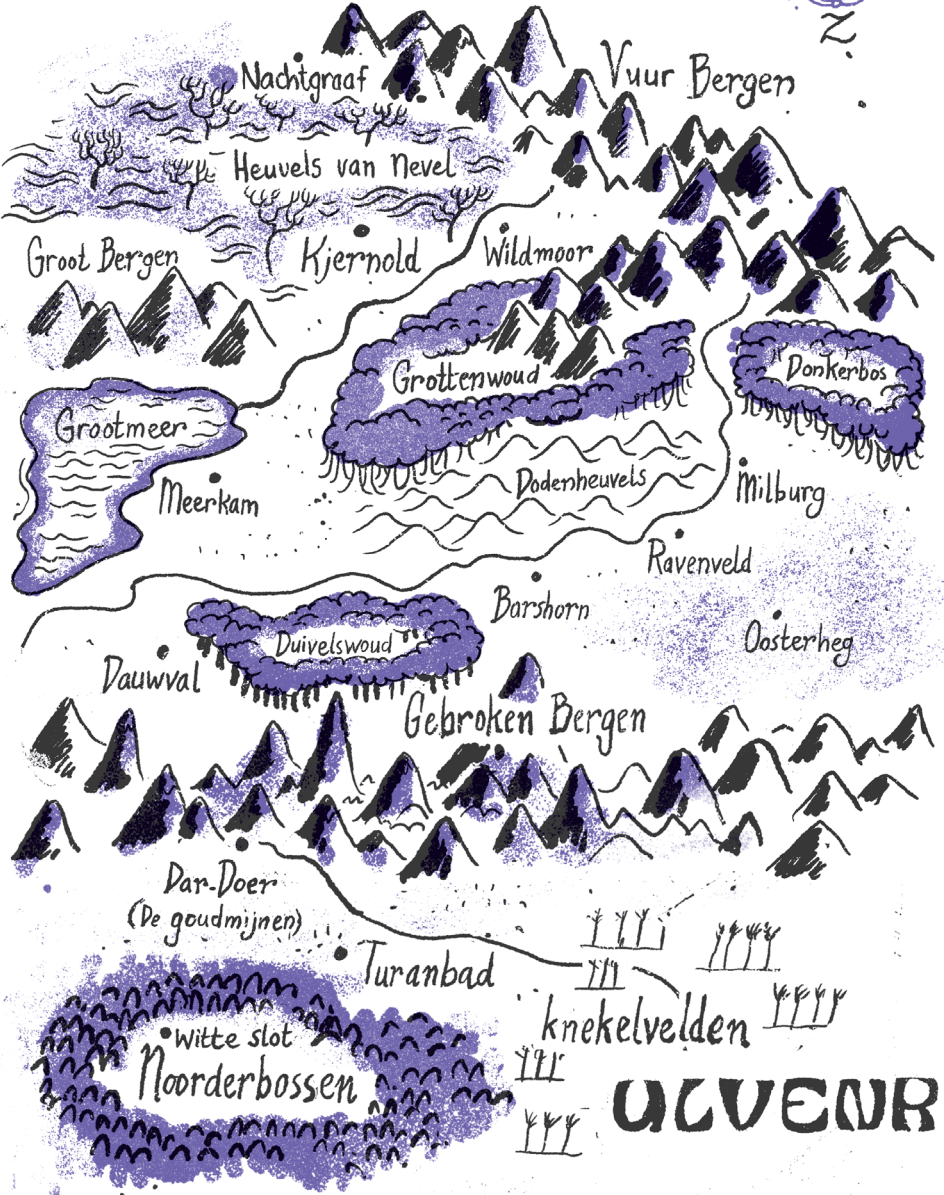 Z
Nachtgraaf
Vuur Bergen
Heuvels van Nevel
Groot Bergen
Kjernold
Wildmoor
Grottenwoud
Donkerbos
Grootmeer
Dodenheuvels
Meerkam
Milburg
Ravenveld
Barshorn
Duivelswoud
Oosterheg
Dauwval
Gebroken Bergen
Dar-Doer
(De goudmijnen)
Turanbad
knekelvelden
Witte slot
Noorderbossen
ULVENR